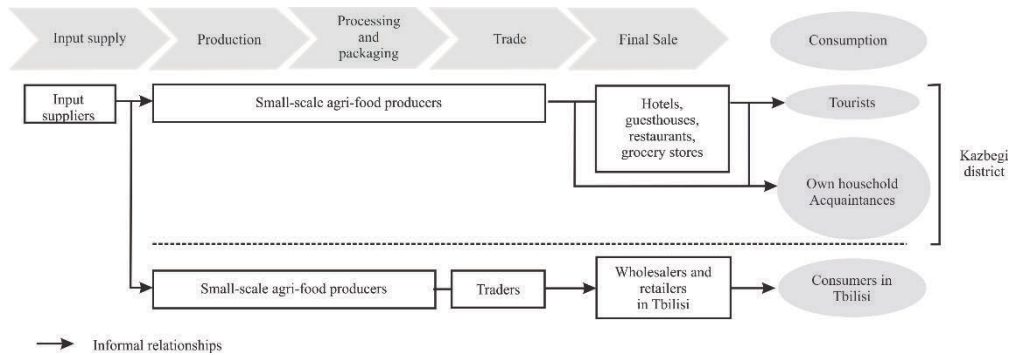 Input supply
Production
Processing
and
packaging
Trade
Final Sale
Consumption
Input
suppliers
Small-scale agri-food producers
Hotels,
guesthouses,
restaurants,
grocery stores
Tourists
Own household
Acquaintances
Kazbegi
district
Small-scale agri-food producers
Traders
Wholesalers and
retailers
in Tbilisi
Consumers in
Tbilisi
Informal relationships